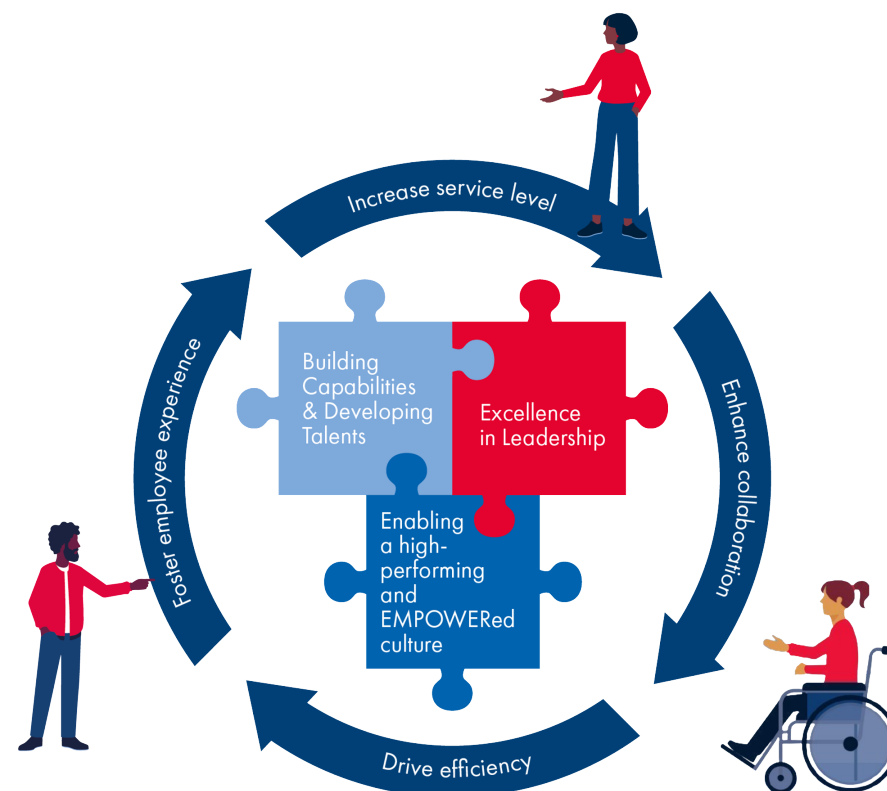 Increase service level
Building
Capabilities
& Developing
Talents
Excellence
in Leadership
Enhance collaboration
Foster employee experience
Enabling
a high-
performing
and
EMPOWERed
culture
Drive efficiency